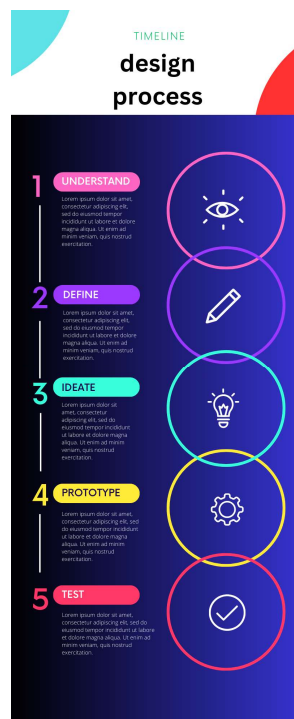 TIMELINE
design
process
1
UNDERSTAND
Lorem ipsum dolor sit amet,
consectetur adipiscing elit,
sed do eiusmod tempor
incididunt ut labore et dolore
magna aliqua. Ut enim ad
minim veniam, quis nostrud
exercitation.
2
DEFINE
Lorem ipsum dolor sit amet,
consectetur adipiscing elit,
sed do eiusmod tempor
incididunt ut labore et dolore
magna aliqua. Ut enim ad
minim veniam, quis nostrud
exercitation.
3
IDEATE
Lorem ipsum dolor sit
amet, consectetur
adipiscing elit, sed do
eiusmod tempor incididunt
ut labore et dolore magna
aliqua. Ut enim ad minim
veniam, quis nostrud
exercitation.
4
PROTOTYPE
Lorem ipsum dolor sit amet,
consectetur adipiscing elit, sed
do eiusmod tempor incididunt
ut labore et dolore magna
aliqua. Ut enim ad minim
veniam, quis nostrud
exercitation.
5
TEST
Lorem ipsum dolor sit amet,
consectetur adipiscing elit, sed do
eiusmod tempor incididunt ut labore
et dolore magna aliqua. Ut enim ad
minim veniam, quis nostrud
exercitation.